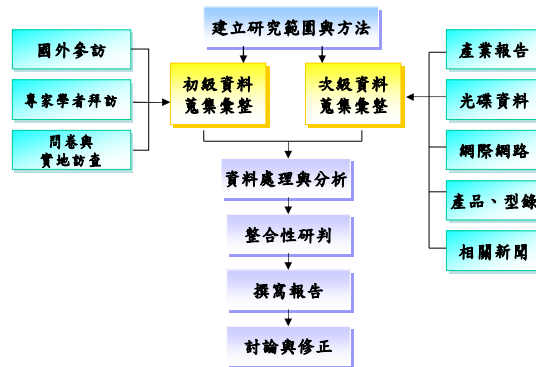 建立研究範圍與方法
國外參訪
專家學者拜訪
問卷與
實地訪查
初級資料
蒐集彙整
次級資料
蒐集彙整
產業報告
光碟資料
網際網路
產品、型錄
相關新聞
資料處理與分析
整合性研判
撰寫報告
討論與修正